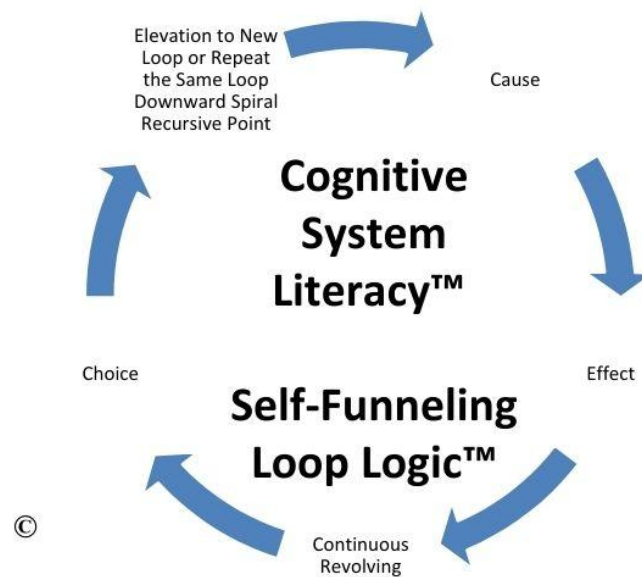 Elevation to New
Loop or Repeat
the Same Loop
Downward Spiral
Recursive Point
Cause
Cognitive
System
Literacy™
Choice
Effect
Self-Funneling
Loop Logic™
©
Continuous
Revolving